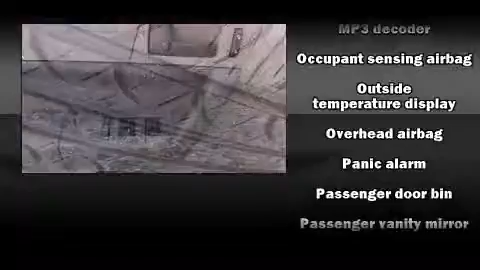 MP3 decoder
Occupant sensing airbag
Outside
temperature display
Overhead airbag
Panic alarm
Passenger door bin
Passenger vanity mirror